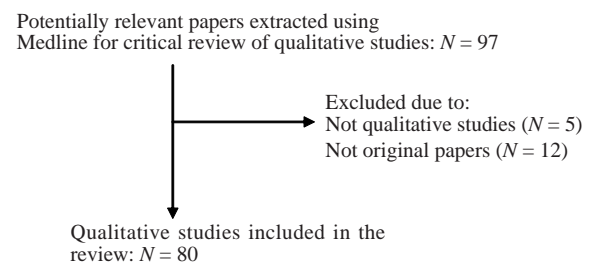 Potentially relevant papers extracted using
Medline for critical review of qualitative studies: N = 97
Excluded due to:
Not qualitative studies (N = 5)
Not original papers (N = 12)
Qualitative studies included in the
review: N = 80